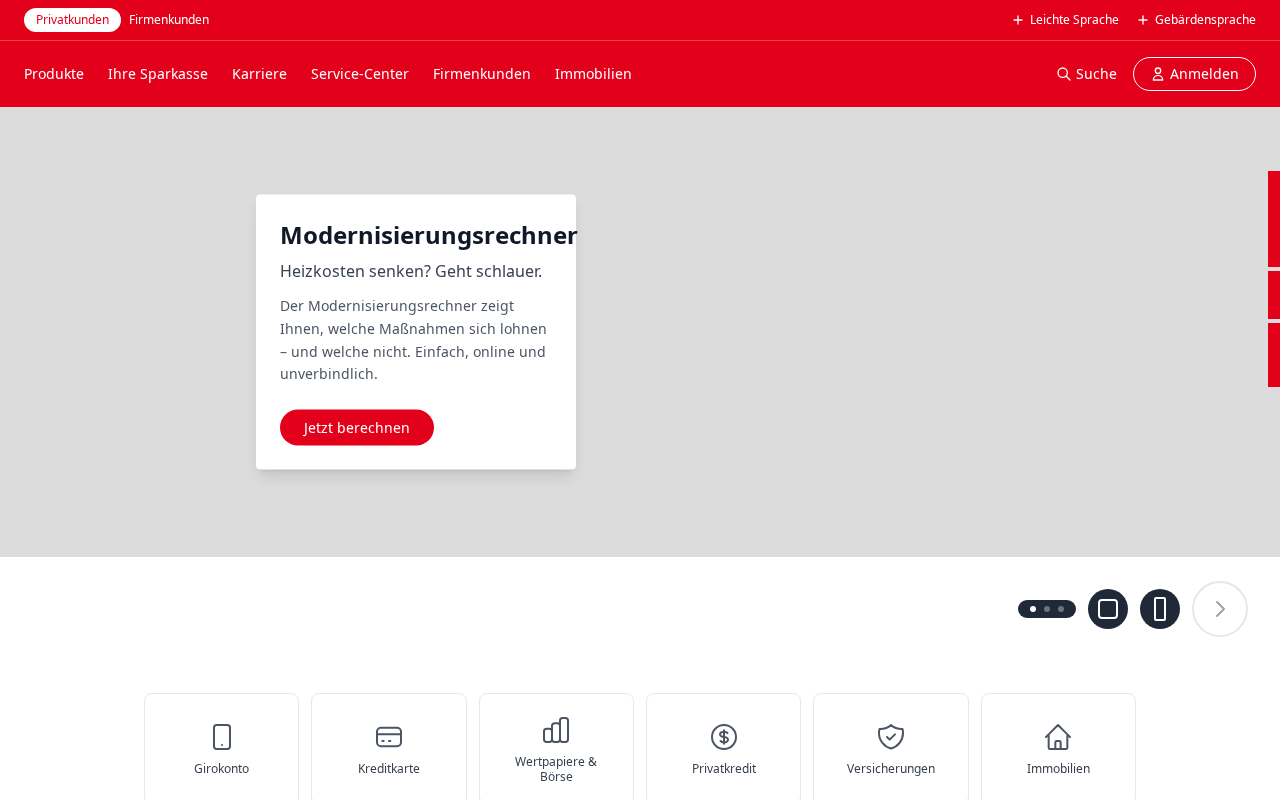 Privatkunden Firmenkunden Leichte Sprache Gebärdensprache
Produkte Ihre Sparkasse Karriere Service-Center Firmenkunden Immobilien Suche Anmelden
Modernisierungsrechner
Heizkosten senken? Geht schlauer.
Der Modernisierungsrechner zeigt
Ihnen, welche Maßnahmen sich lohnen
– und welche nicht. Einfach, online und
unverbindlich.
Jetzt berechnen
Girokonto
Kreditkarte
Wertpapiere &
Börse
Privatkredit
Versicherungen
Immobilien